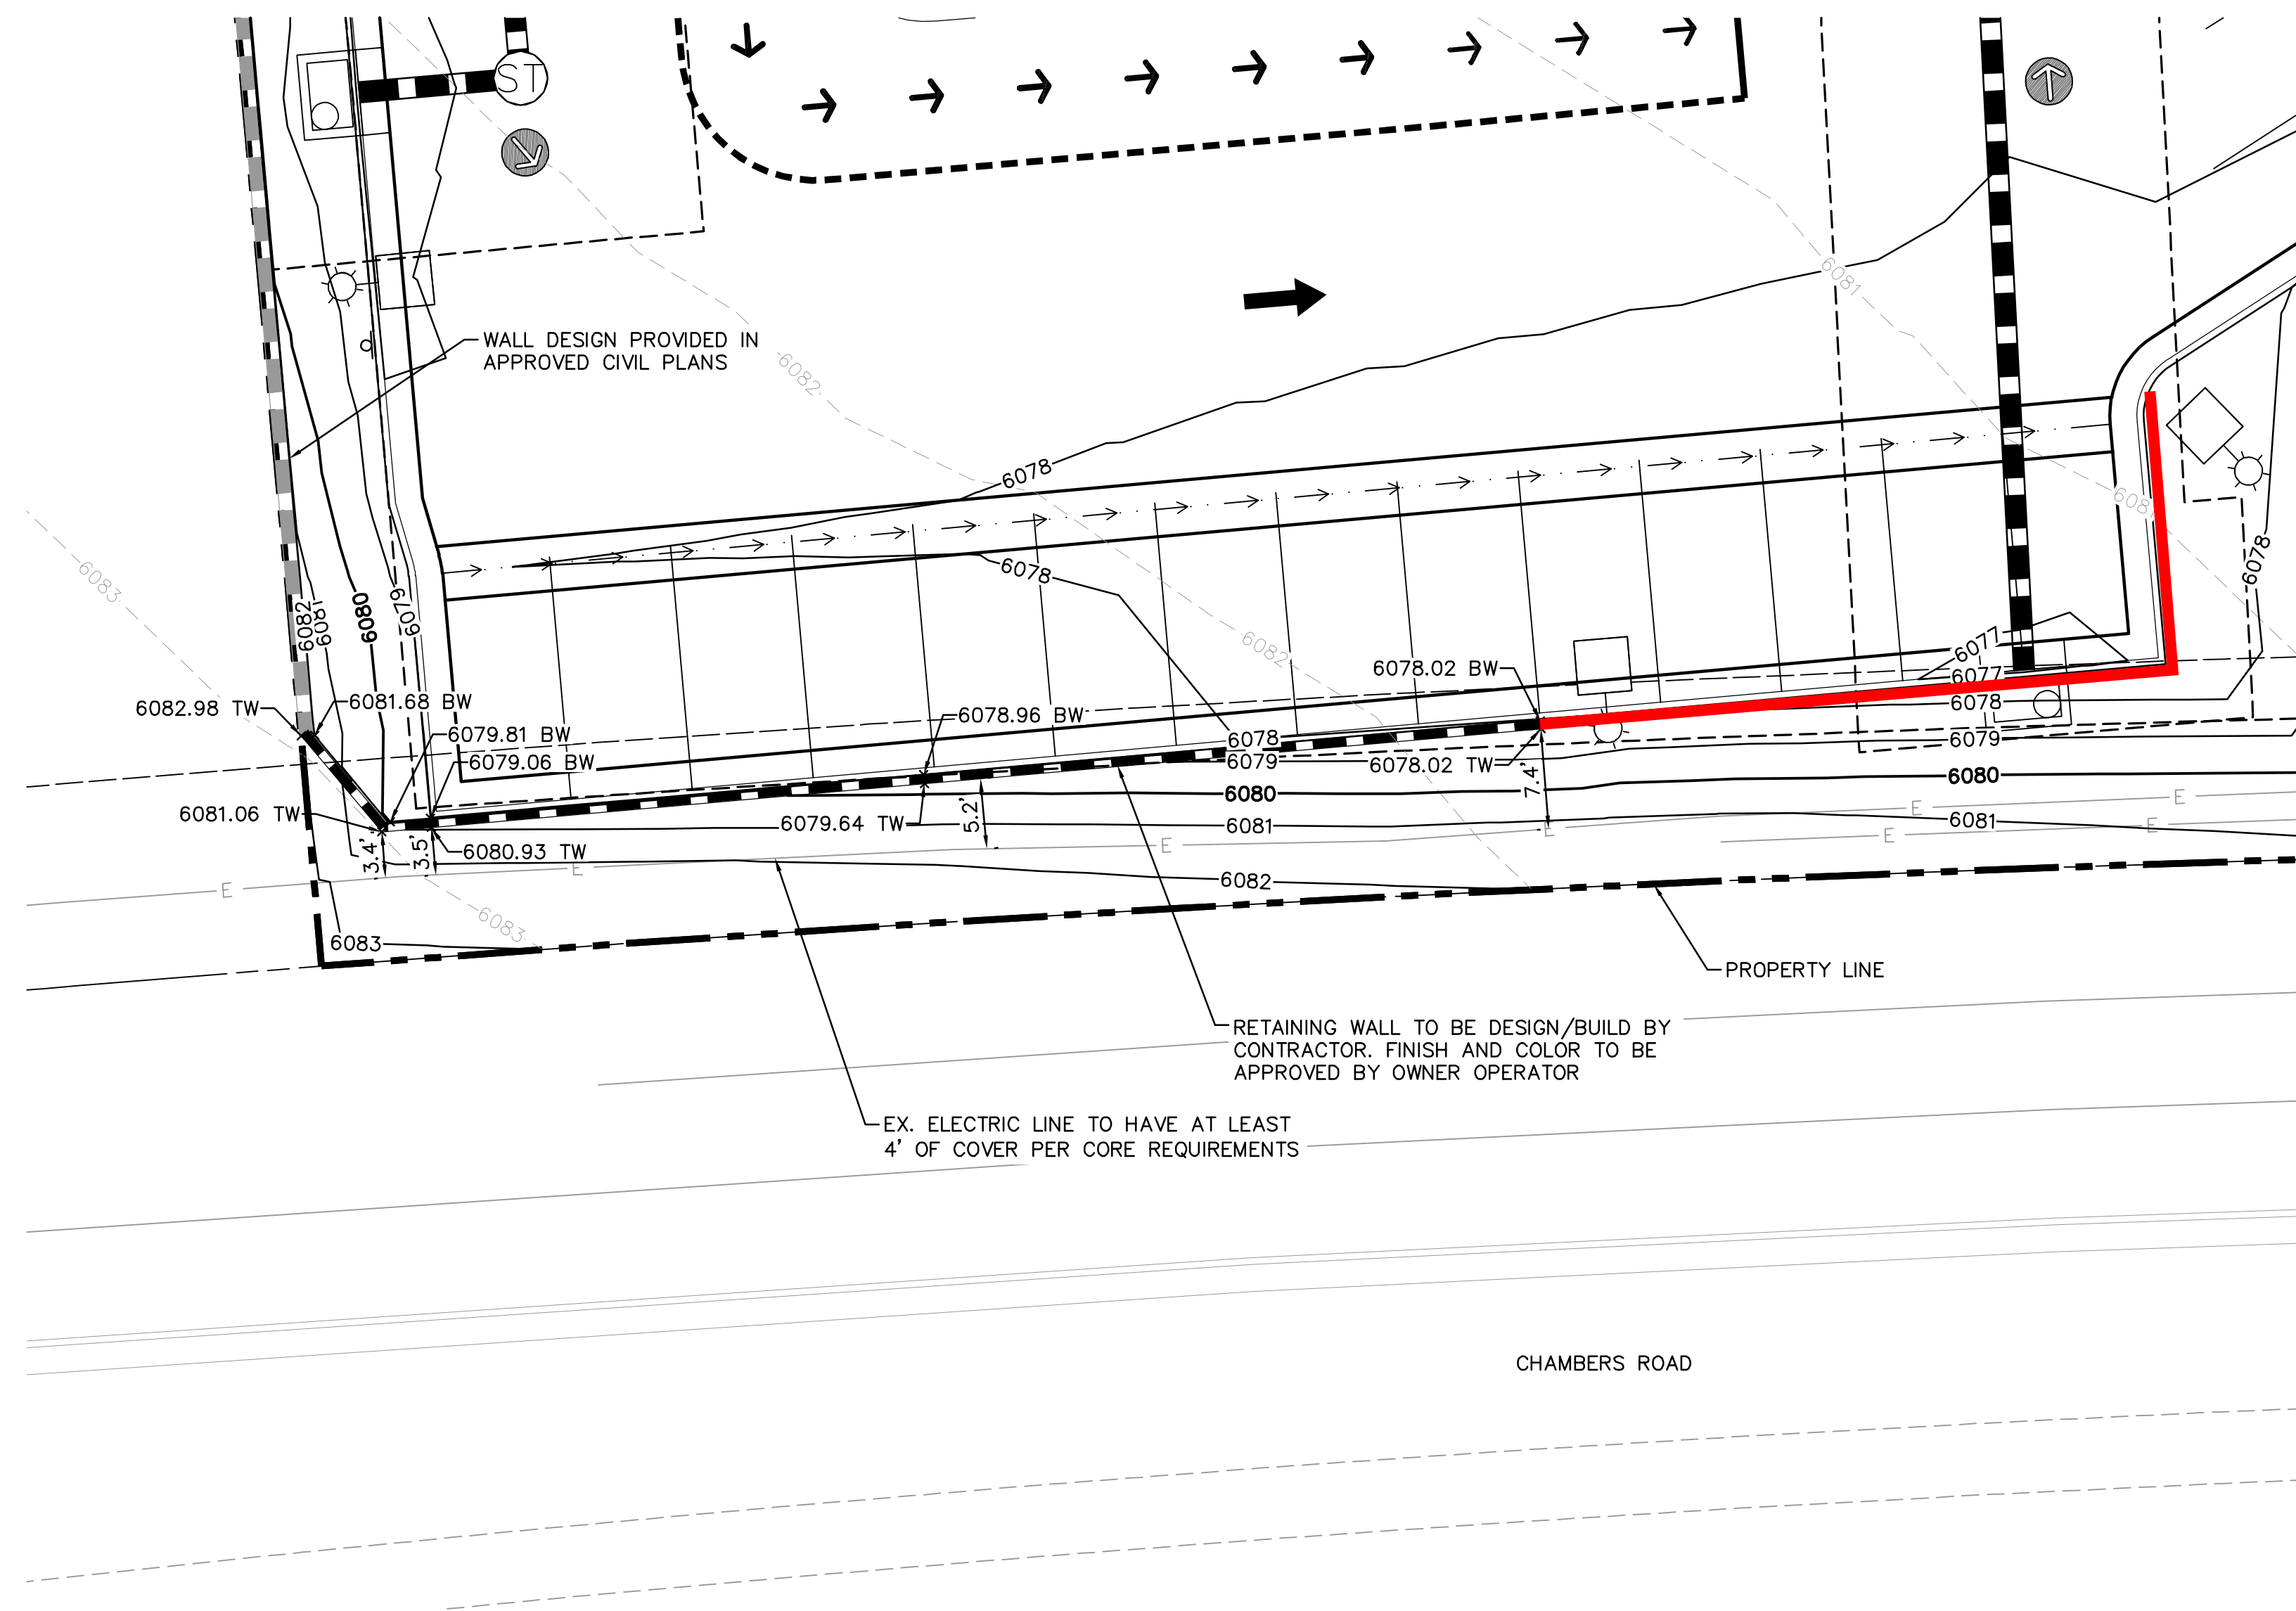 ST
6081
WALL DESIGN PROVIDED IN
APPROVED CIVIL PLANS
6082
6078
6081
6078
6078
6083
6082
6081
6080
6079
6082
6077
6078.02 BW
6077
6082.98 TW
6081.68 BW
6078.96 BW
6078
6079.81 BW
6078
6079
6079.06 BW
6079
6078.02 TW
6080
6080
7.4'
E
E
6081.06 TW
5.2'
6079.64 TW
6081
6081
E
E
E
E
3.4'
3.5'
6080.93 TW
E
E
6082
6083
6083
PROPERTY LINE
RETAINING WALL TO BE DESIGN/BUILD BY
CONTRACTOR. FINISH AND COLOR TO BE
APPROVED BY OWNER OPERATOR
EX. ELECTRIC LINE TO HAVE AT LEAST
4' OF COVER PER CORE REQUIREMENTS
CHAMBERS ROAD